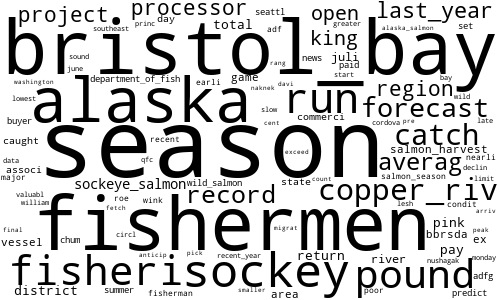 project processor seattl open last_year
princ day total adf greater alaska_salmon set
bristol_bay
southeast king news juli
sound june department_of_fish game rang paid start region
washington earli naknek davi bay wild
lowest alaska run forecast
buyer slow commerci cordova pre late
caught season cent catch
recent exceed salmon_harvest
data associ qfc averag nearli
major sockeye_salmon wild_salmon state count salmon_season declin limit
valuabl william roe wink record copper_riv
fetch lesh condit arriv
final fishermen pink peak
vessel chum circl migrat bbrsda ex
anticip pick recent_year return river pay monday
fisheri sockey pound nushagak adfg
district summer fisherman smaller area poor predict